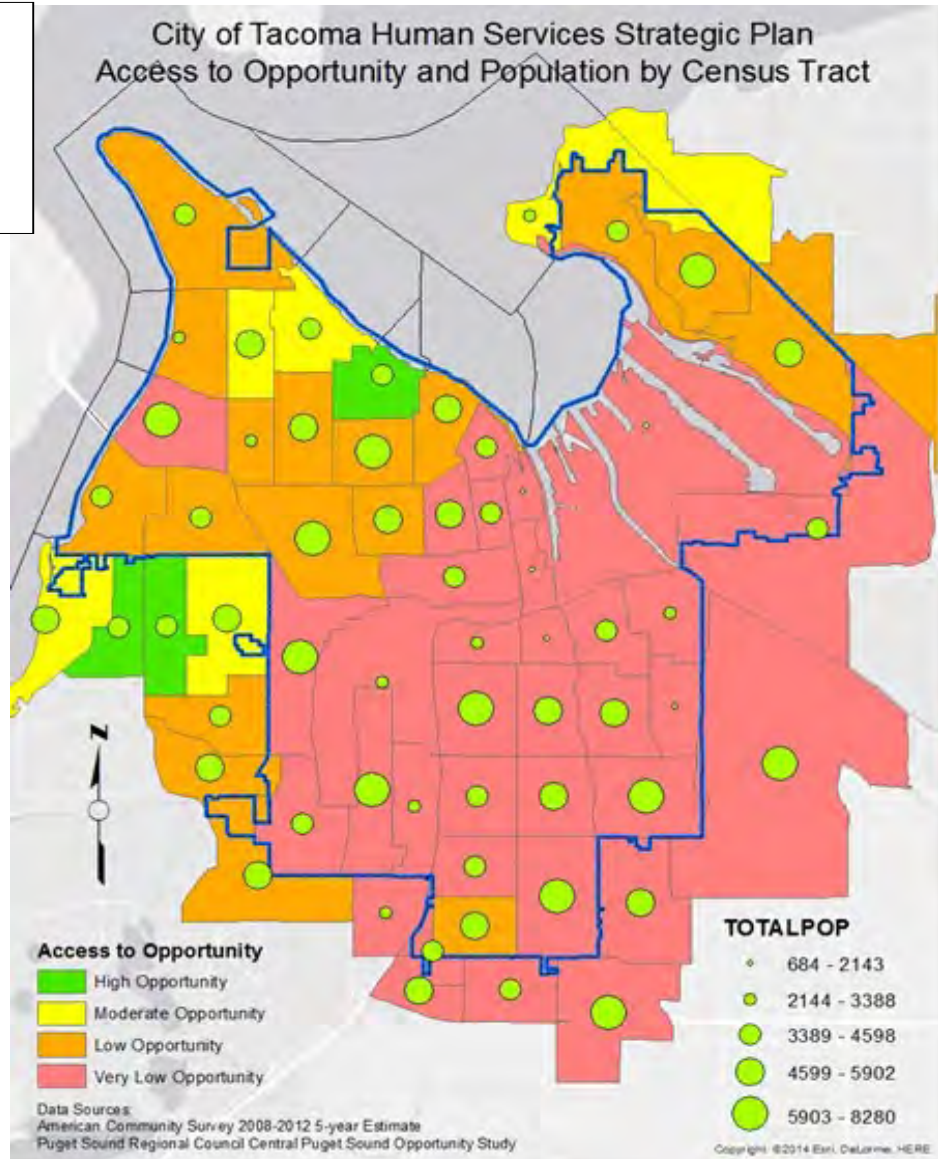 City of Tacoma Human Services Strategic Plan
Access to Opportunity and Population by Census Tract
N
Access to Opportunity
High Opportunity
Moderate Opportunity
Low Opportunity
Very Low Opportunity
Data Sources:
American Community Survey 2008-2012 5-year Estimate
Puget Sound Regional Council Central Puget Sound Opportunity Study
TOTALPOP
684 - 2143
2144 - 3388
3389 - 4598
4599 - 5902
5903 - 8280
Copyright: ©2014 Esri, DeLorme, HERE